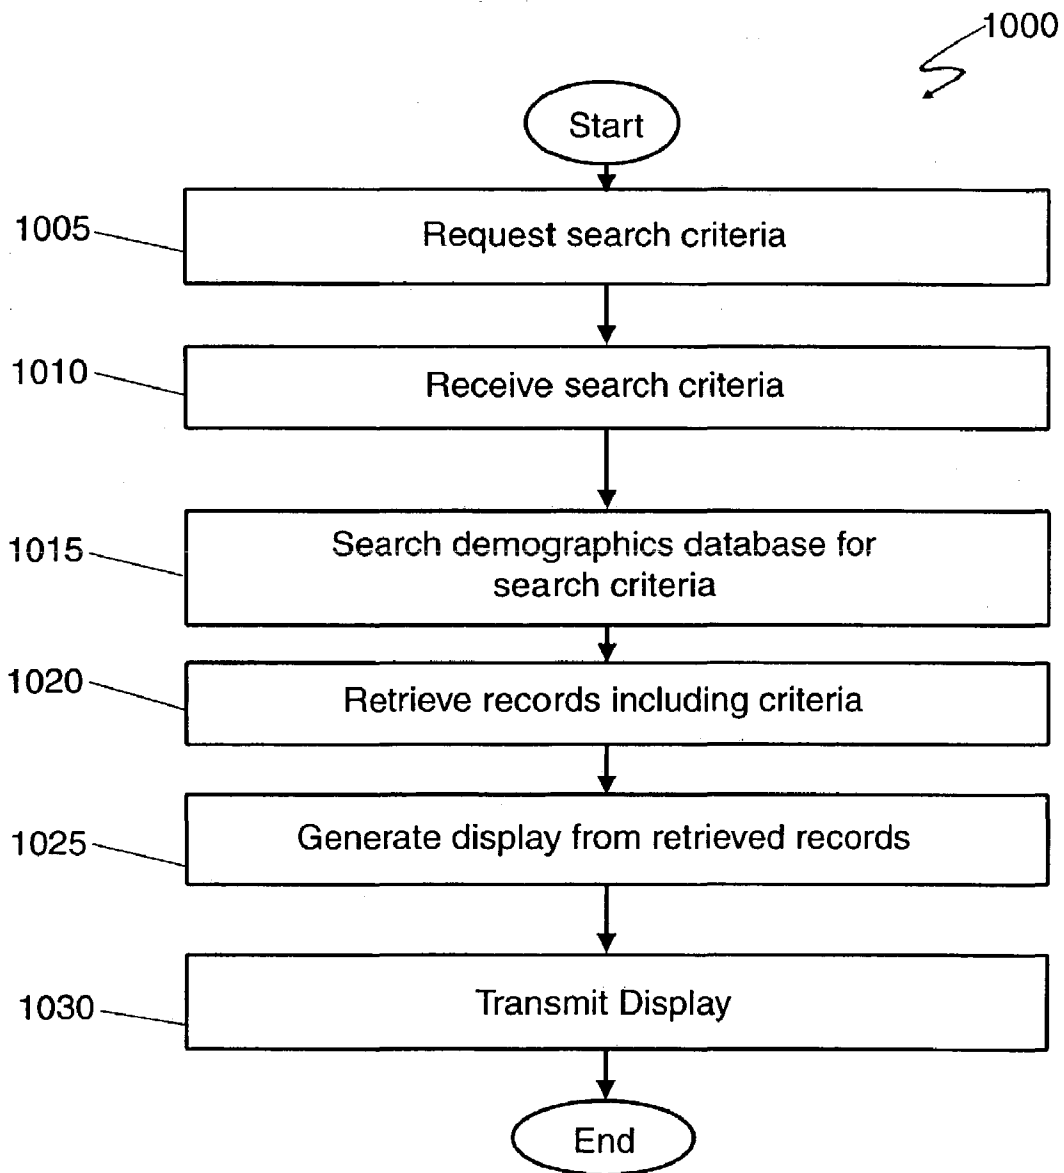 1000
Start
1005
Request search criteria
1010
Receive search criteria
1015
Search demographics database for
search criteria
1020
Retrieve records including criteria
1025
Generate display from retrieved records
1030
Transmit Display
End